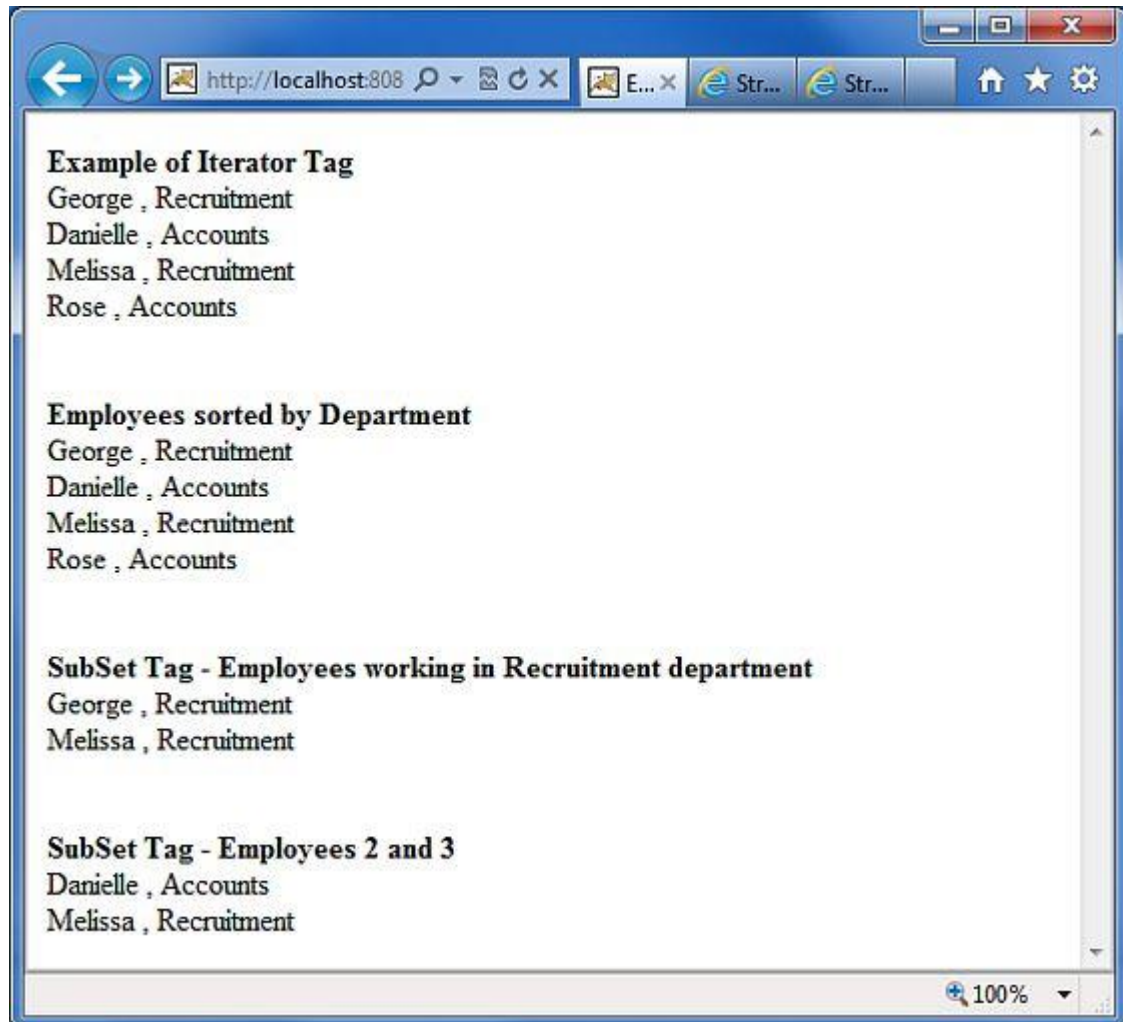 http://localhost:808
E...
Str...
Str...
Example of Iterator Tag
George , Recruitment
Danielle , Accounts
Melissa , Recruitment
Rose , Accounts
Employees sorted by Department
George , Recruitment
Danielle , Accounts
Melissa , Recruitment
Rose , Accounts
SubSet Tag - Employees working in Recruitment department
George , Recruitment
Melissa , Recruitment
SubSet Tag - Employees 2 and 3
Danielle , Accounts
Melissa , Recruitment
100%